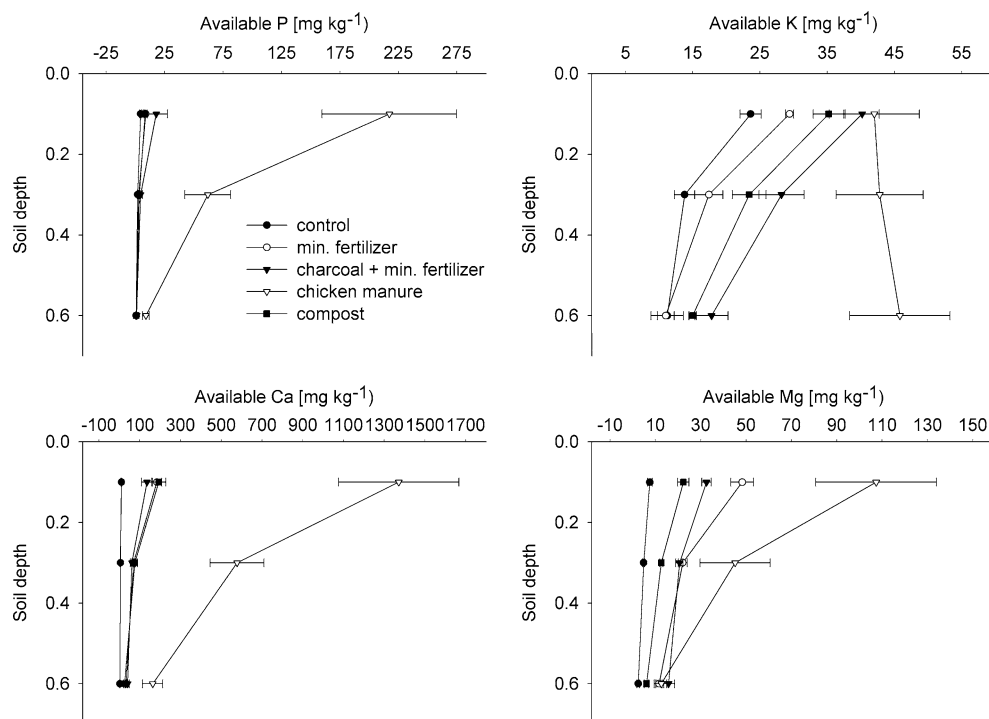 Available P [mg kg-1)
-25 25 75 125 175 225 275
0.0
0.2
0.4
0.6
Soil depth
control
min. fertilizer
charcoal + min. fertilizer
chicken manure
compost
Available K [mg kg-1)
5 15 25 35 45 55
0.0
0.2
0.4
0.6
Soil depth
Available Ca [mg kg-1)
-100 100 300 500 700 900 1100 1300 1500 1700
0.0
0.2
0.4
0.6
Soil depth
Available Mg [mg kg-1)
-10 10 30 50 70 90 110 130 150
0.0
0.2
0.4
0.6
Soil depth